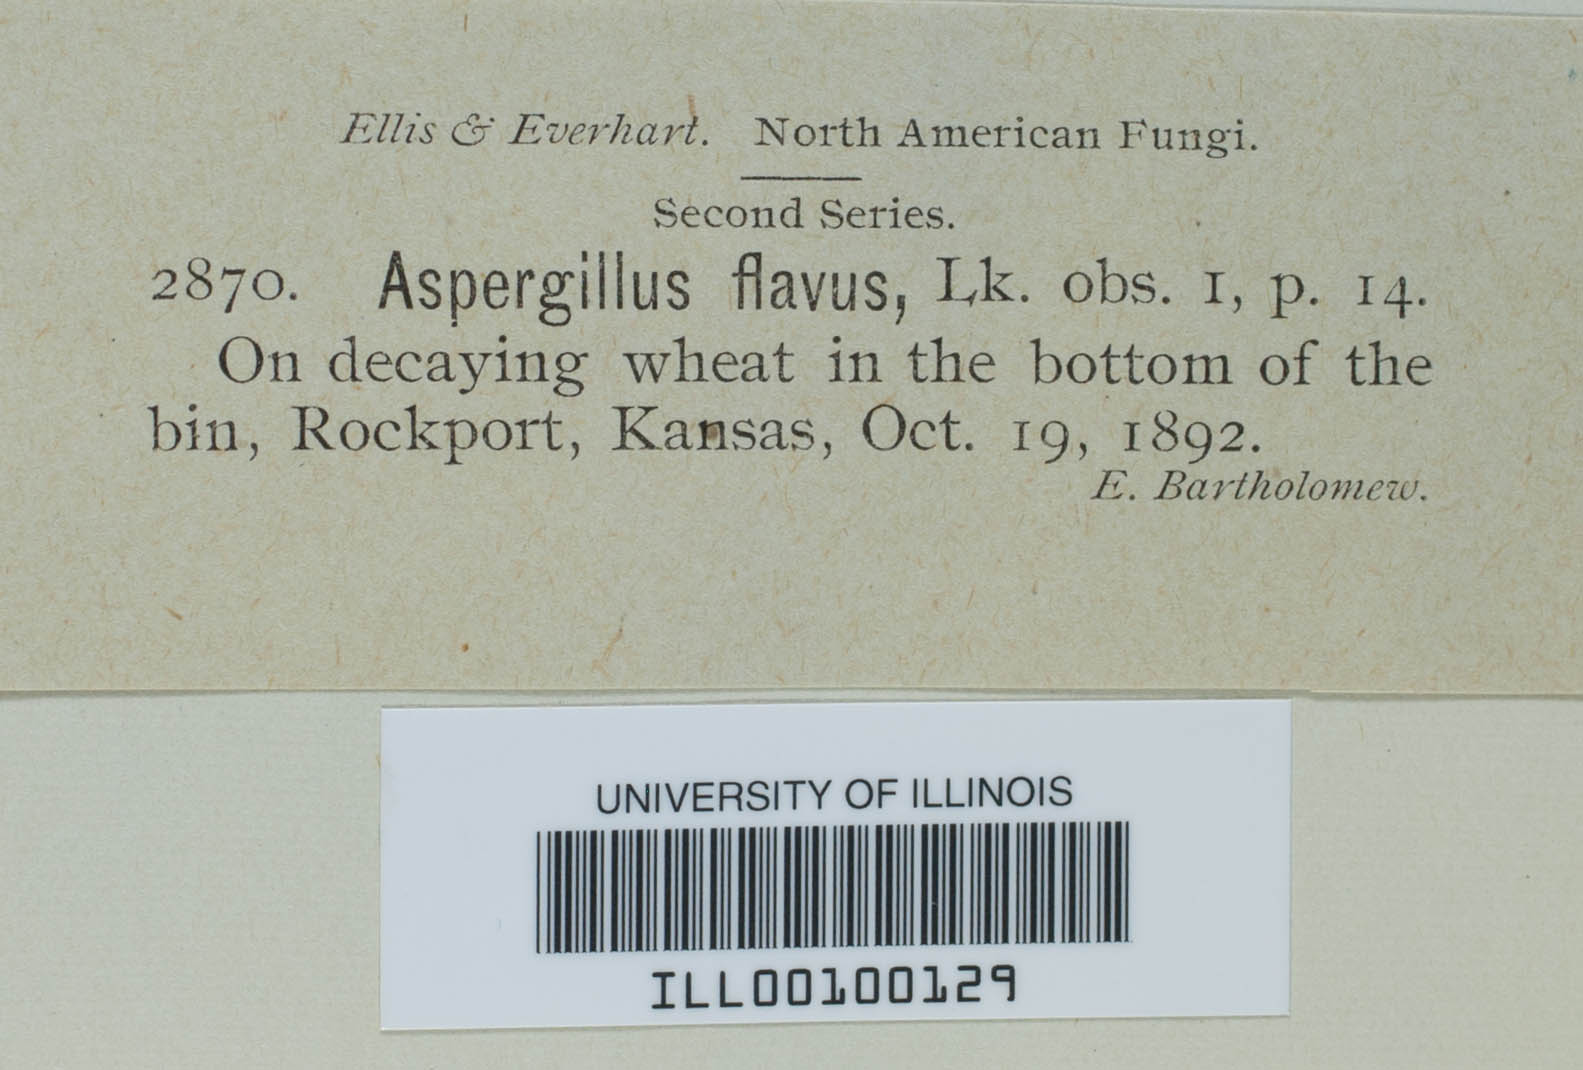 Ellis & Everhart. North American Fungi.
Second Series.
2870. Aspergillus flavus, Lk. obs. 1, p. 14.
On decaying wheat in the bottom of the
bin, Rockport, Kansas, Oct. 19, 1892.
E. Bartholomew.
UNIVERSITY OF ILLINOIS
ILL00100129